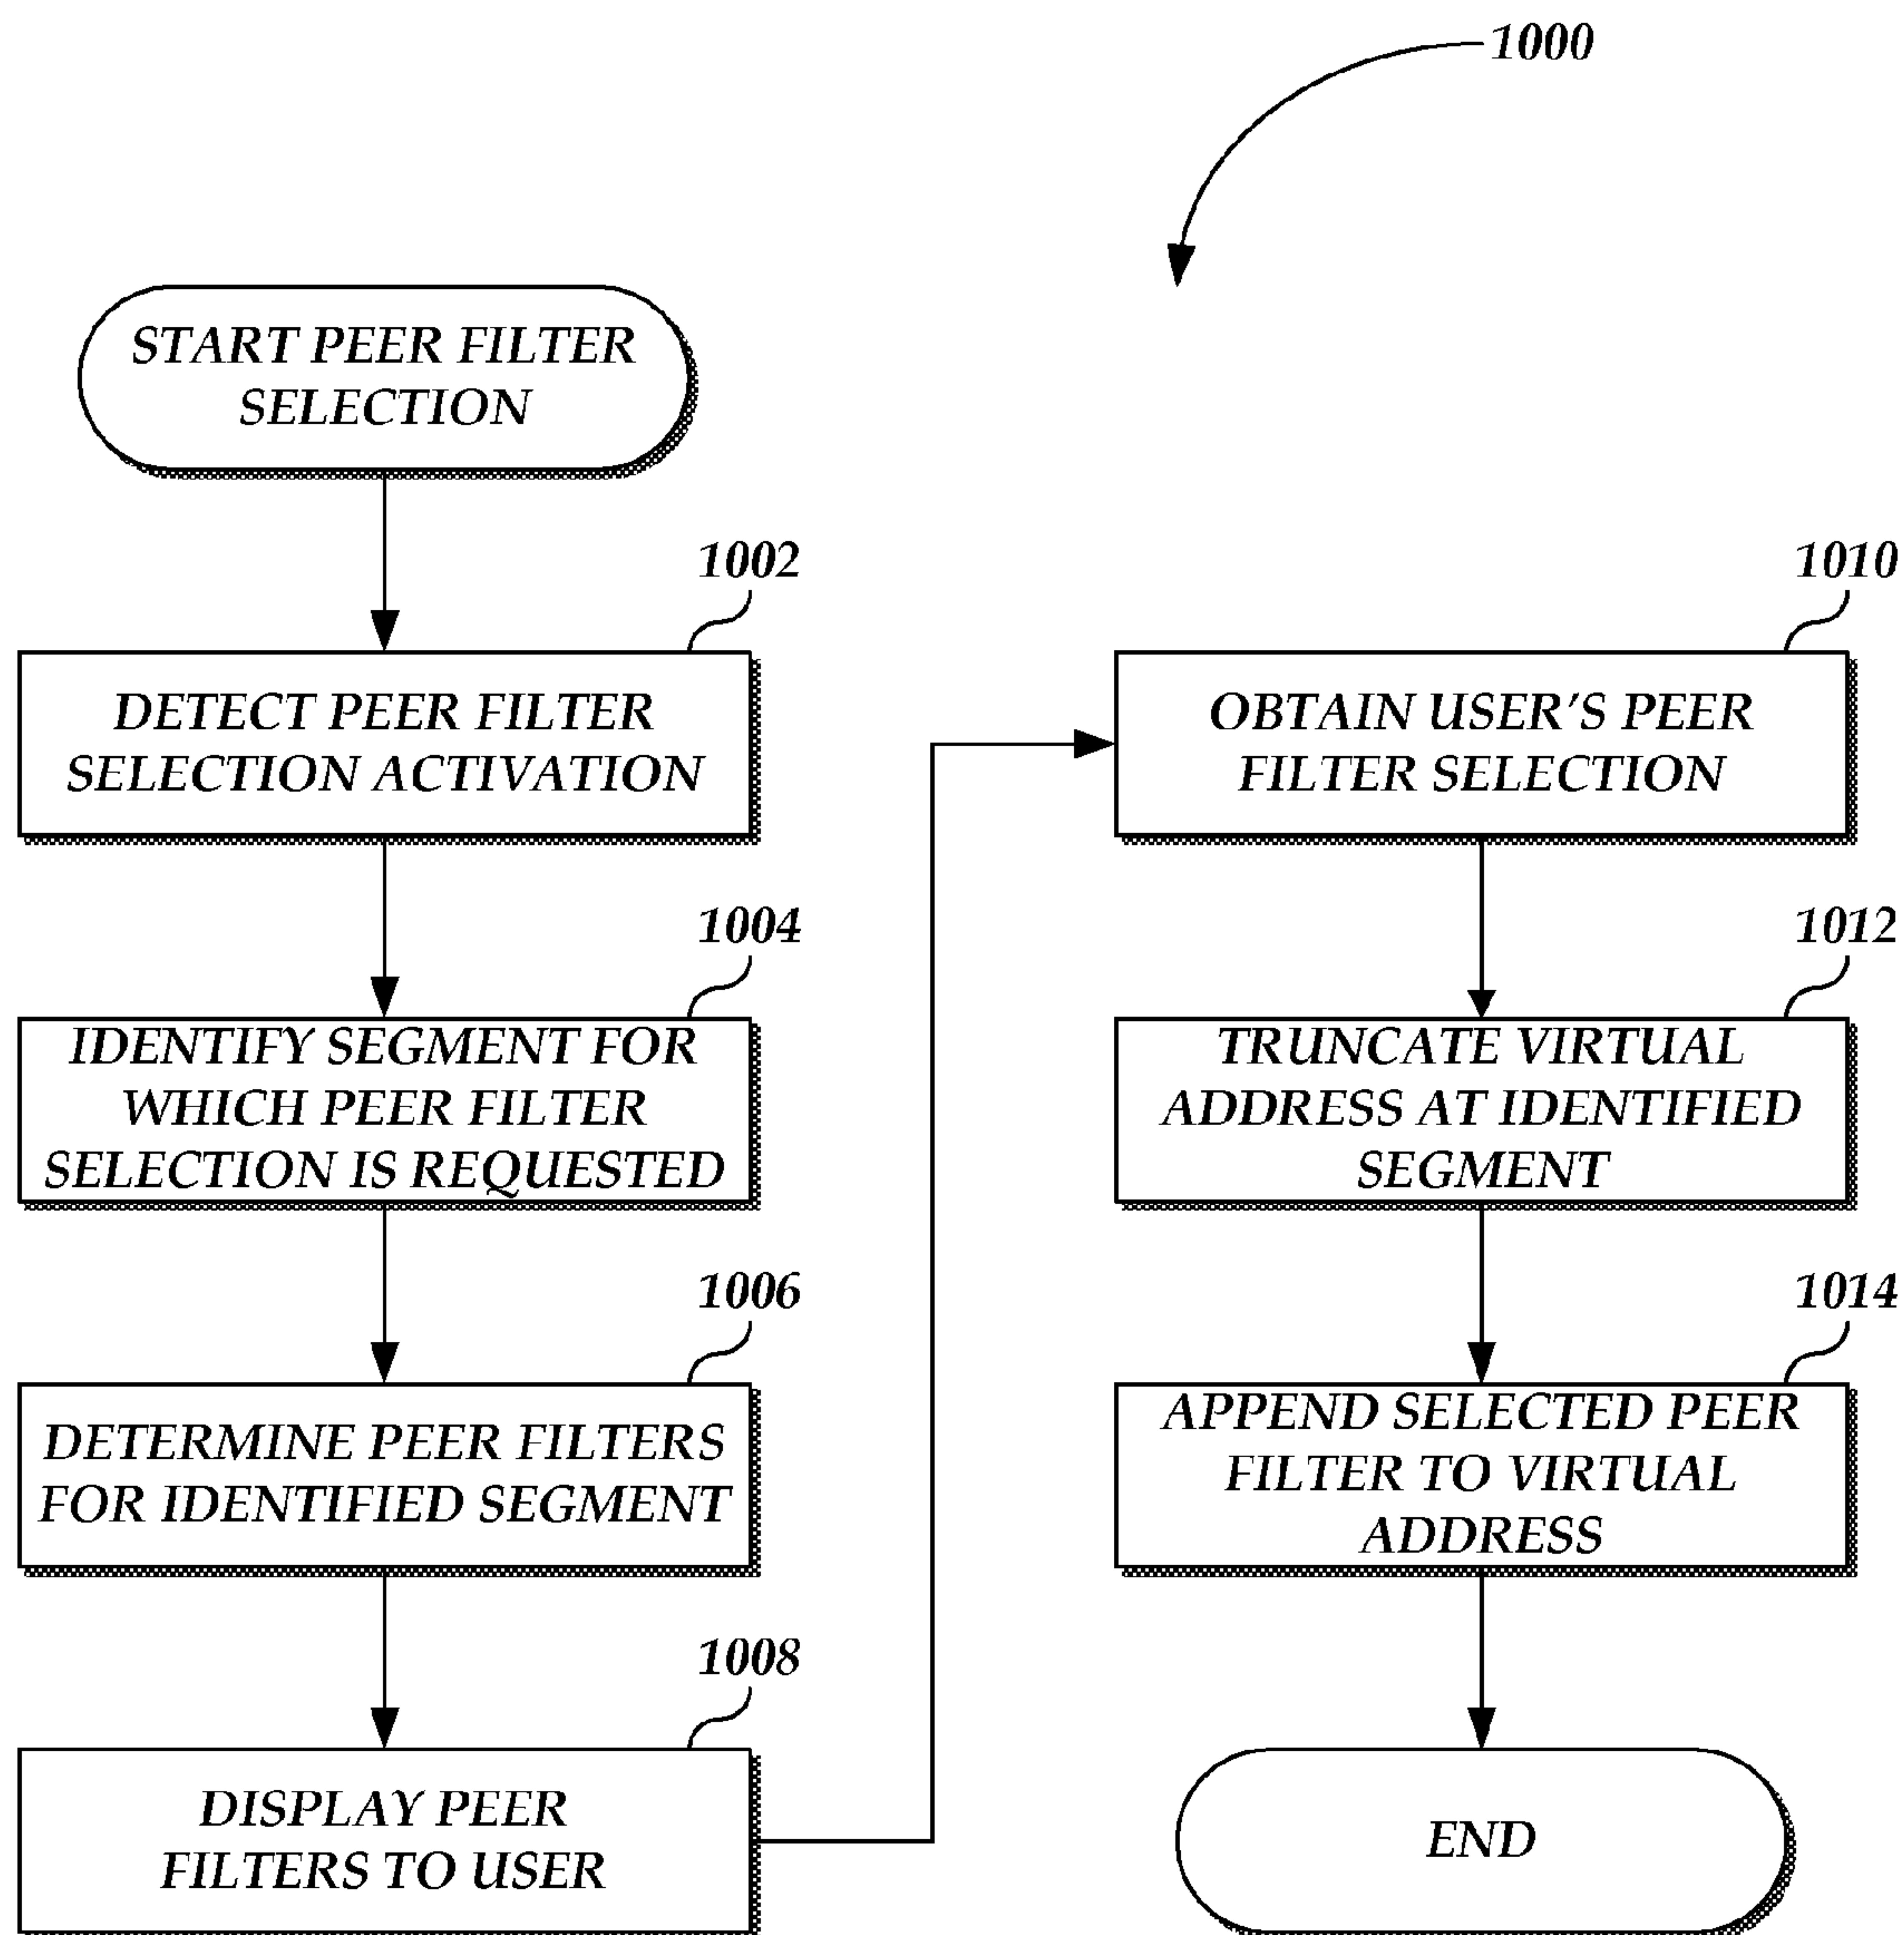 1000
START PEER FILTER
SELECTION
1002
DETECT PEER FILTER
SELECTION ACTIVATION
1004
IDENTIFY SEGMENT FOR
WHICH PEER FILTER
SELECTION IS REQUESTED
1006
DETERMINE PEER FILTERS
FOR IDENTIFIED SEGMENT
1008
DISPLAY PEER
FILTERS TO USER
1010
OBTAIN USER'S PEER
FILTER SELECTION
1012
TRUNCATE VIRTUAL
ADDRESS AT IDENTIFIED
SEGMENT
1014
APPEND SELECTED PEER
FILTER TO VIRTUAL
ADDRESS
END